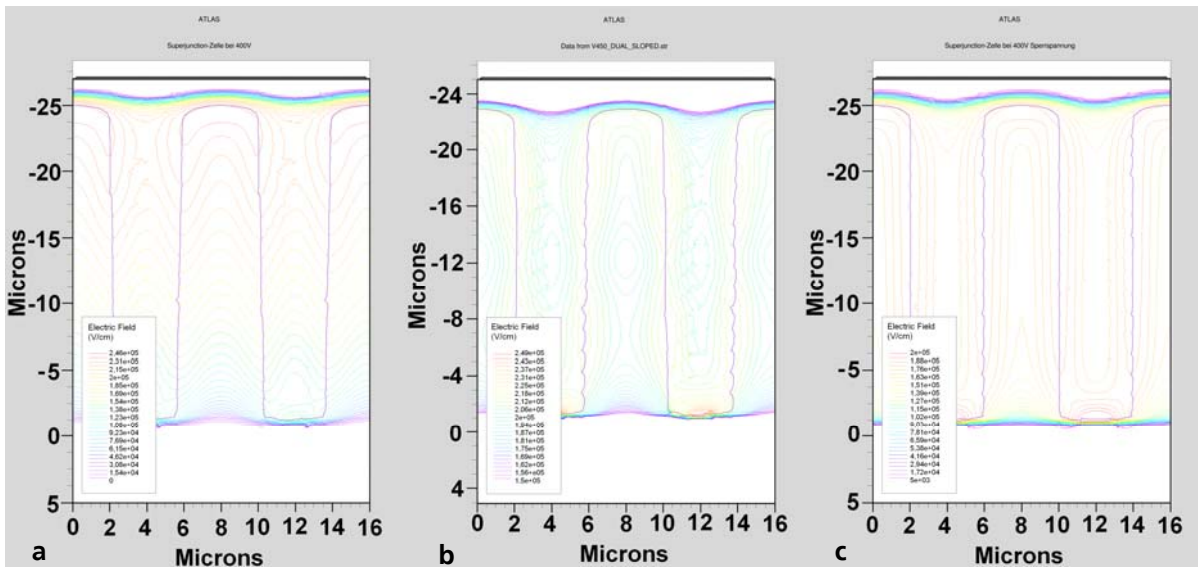 ATLAS
Superjunction-Zelle bei 400V
Microns
-25
-20
-15
-10
-5
0
5
Electric Field
(V/cm)
2,46e+05
2,31e+05
2,15e+05
2e+05
1,85e+05
1,69e+05
1,54e+05
1,38e+05
1,23e+05
1,08e+05
9,23e+04
7,69e+04
6,15e+04
4,62e+04
3,08e+04
1,54e+04
0
0 2 4 6 8 10 12 14 16
Microns
a
ATLAS
Data from V450_DUAL_SLOPED.str
Microns
-24
-20
-16
-12
-8
-4
0
4
Electric Field
(V/cm)
2,49e+05
2,43e+05
2,37e+05
2,31e+05
2,25e+05
2,18e+05
2,12e+05
2,06e+05
2e+05
1,94e+05
1,87e+05
1,81e+05
1,75e+05
1,69e+05
1,62e+05
1,56e+05
1,5e+05
0 2 4 6 8 10 12 14 16
Microns
b
ATLAS
Superjunction-Zelle bei 400V Sperrspannung
Microns
-25
-20
-15
-10
-5
0
5
Electric Field
(V/cm)
2e+05
1,88e+05
1,76e+05
1,63e+05
1,51e+05
1,39e+05
1,27e+05
1,15e+05
1,02e+05
9,02e+04
7,81e+04
6,59e+04
5,38e+04
4,16e+04
2,94e+04
1,72e+04
5e+03
0 2 4 6 8 10 12 14 16
Microns
c